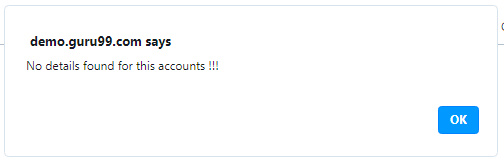 demo.guru99.com says
No details found for this accounts !!!
OK